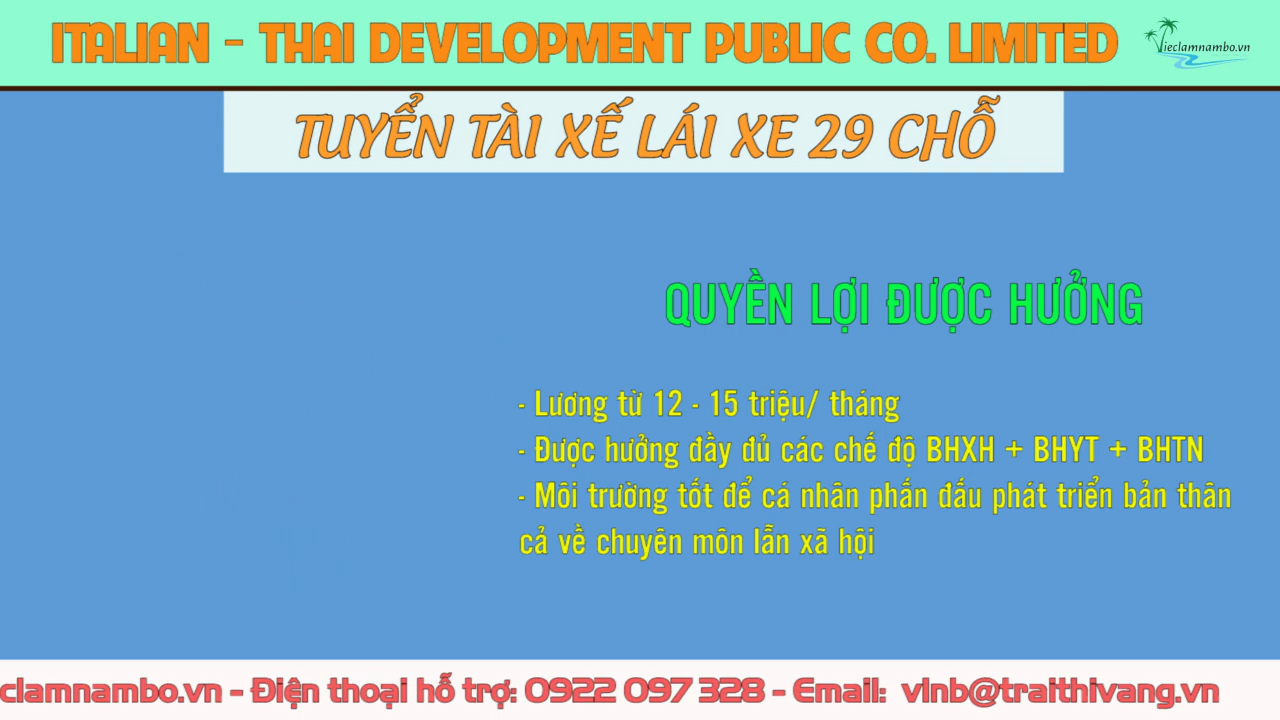 ITALIAN - THAI DEVELOPMENT PUBLIC CO. LIMITED
Vieclamnambo.vn
TUYỂN TÀI XẾ LÁI XE 29 CHỖ
QUYỀN LỢI ĐƯỢC HƯỞNG
- Lương từ 12 - 15 triệu/ tháng
- Được hưởng đầy đủ các chế độ BHXH + BHYT + BHTN
- Môi trường tốt để cá nhân phấn đấu phát triển bản thân
cả về chuyên môn lẫn xã hội
clamnambo.vn - Điện thoại hỗ trợ: 0922 097 328 - Email: vlnb@traithivang.vn